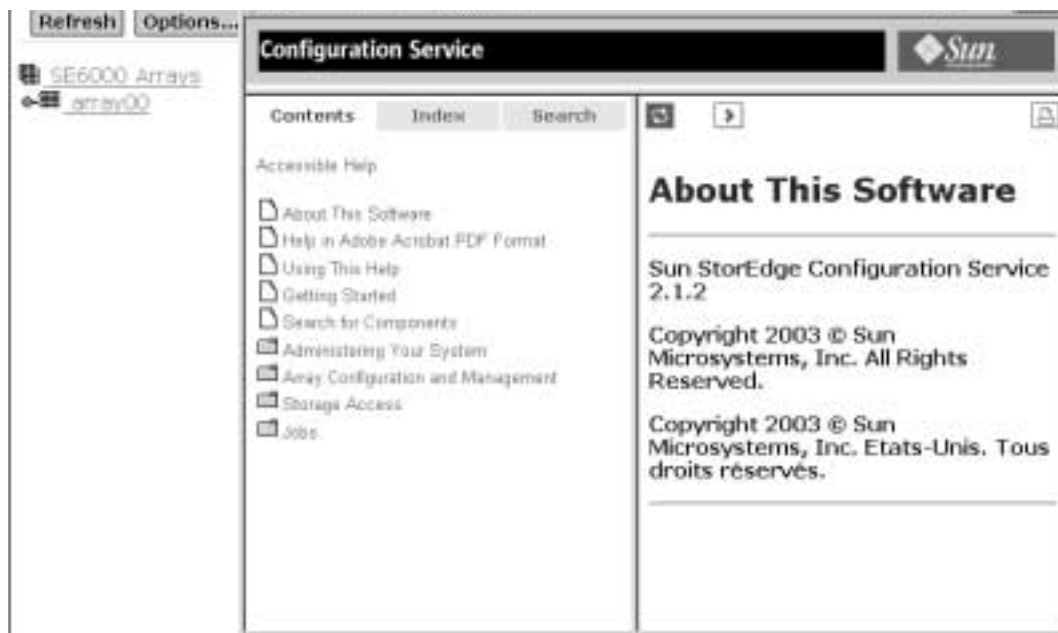 Refresh
Options...
SE6000 Arrays
array00
Configuration Service
Sun
Contents
Index
Search
Accessible Help
About This Software
Help in Adobe Acrobat PDF Format
Using This Help
Getting Started
Search for Components
Administering Your System
Array Configuration and Management
Storage Access
Jobs
About This Software
Sun StorEdge Configuration Service
2.1.2
Copyright 2003 © Sun
Microsystems, Inc. All Rights
Reserved.
Copyright 2003 © Sun
Microsystems, Inc. Etats-Unis. Tous
droits réservés.